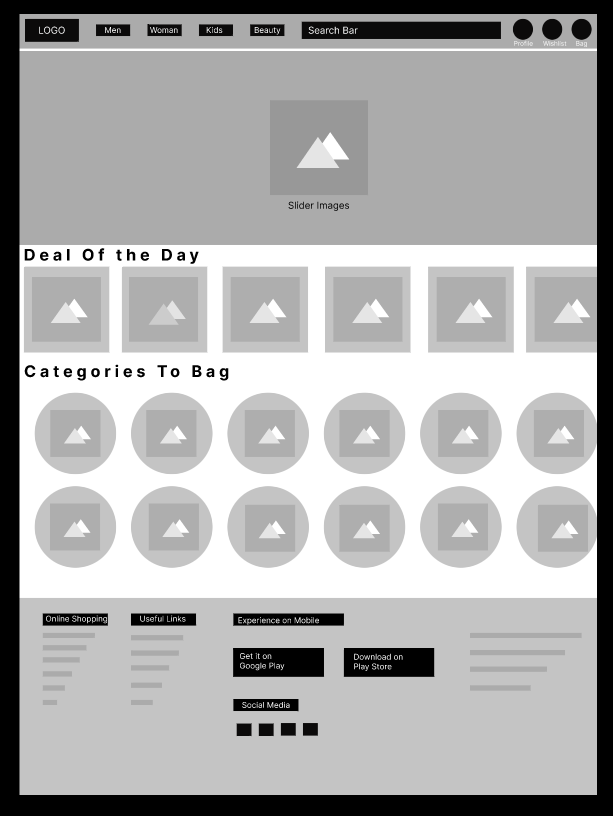 LOGO
Men
Woman
Kids
Beauty
Search Bar
Profile
Wishlist
Bag
Slider Images
Deal Of the Day
Categories To Bag
Online Shopping
Useful Links
Experience on Mobile
Get it on
Google Play
Download on
Play Store
Social Media